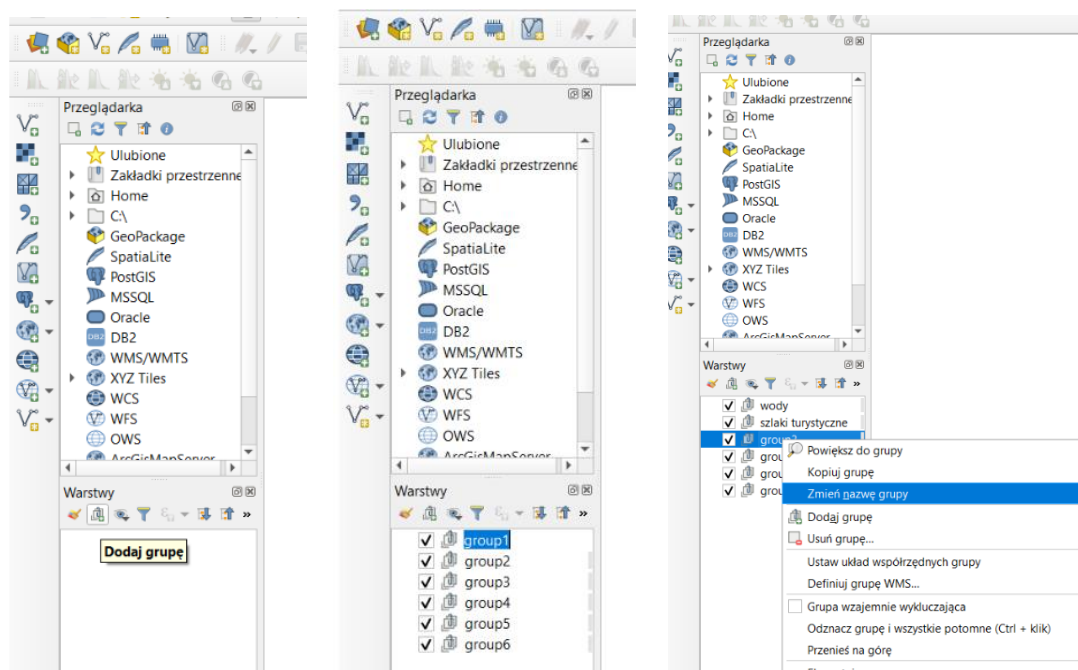 Przeglądarka
Ulubione
Zakładki przestrzenne
Home
C:\
GeoPackage
SpatiaLite
PostGIS
MSSQL
Oracle
DB2
WMS/WMTS
XYZ Tiles
WCS
WFS
OWS
ArcGisMapServer
Warstwy
»
Dodaj grupę
Przeglądarka
Ulubione
Zakładki przestrzenne
Home
C:\
GeoPackage
SpatiaLite
PostGIS
MSSQL
Oracle
DB2
WMS/WMTS
XYZ Tiles
WCS
WFS
OWS
ArcGisMapServer
Warstwy
»
group1
group2
group3
group4
group5
group6
Przeglądarka
Ulubione
Zakładki przestrzenne
Home
C:\
GeoPackage
SpatiaLite
PostGIS
MSSQL
Oracle
DB2
WMS/WMTS
XYZ Tiles
WCS
WFS
OWS
ArcGisMapServer
Warstwy
»
wody
szlaki turystyczne
Powiększ do grupy
Kopiuj grupę
Zmień nazwę grupy
Dodaj grupę
Usuń grupę...
Ustaw układ współrzędnych grupy
Definiuj grupę WMS...
Grupa wzajemnie wykluczająca
Odznacz grupę i wszystkie potomne (Ctrl + klik)
Przenieś na górę